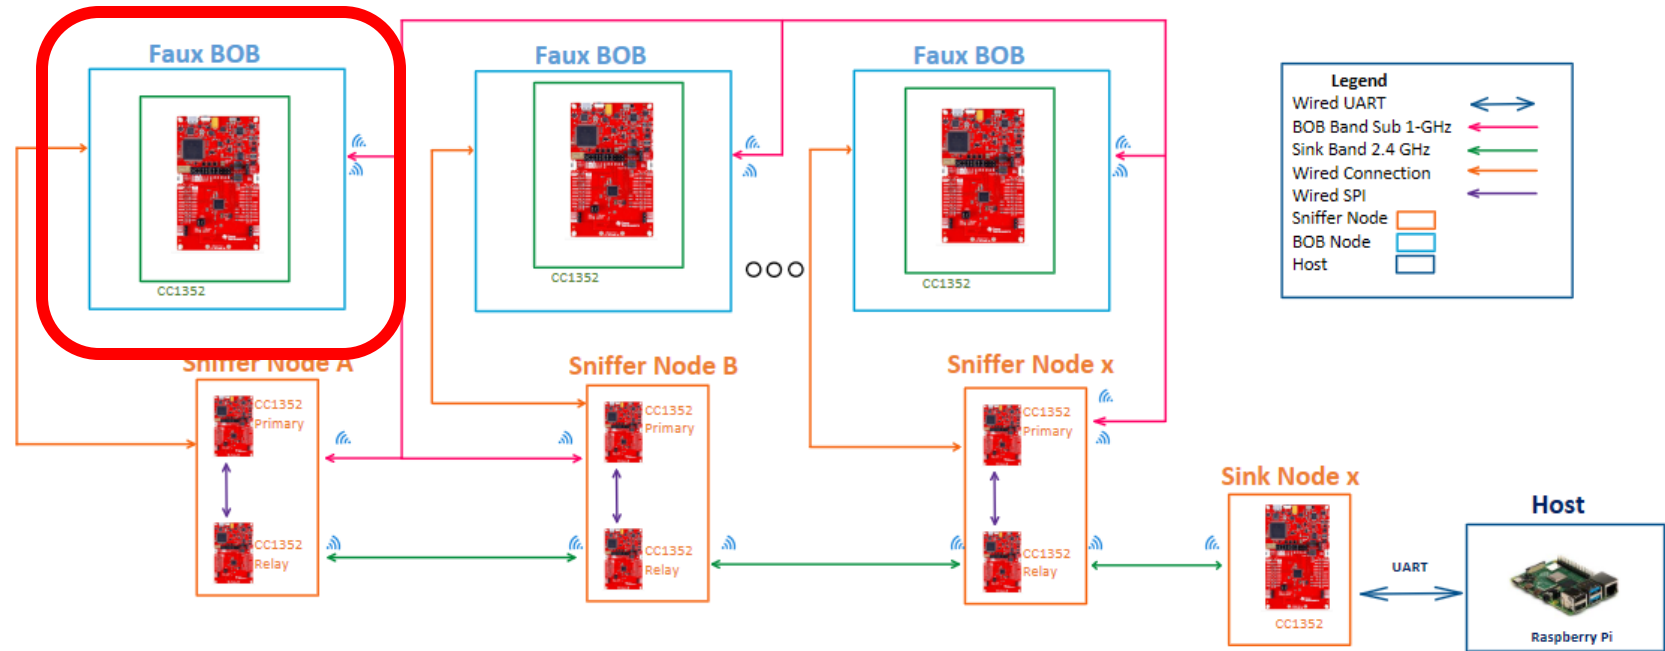 Faux BOB
CC1352
Faux BOB
CC1352
Faux BOB
CC1352
Legend
Wired UART
BOB Band Sub 1-GHz
Sink Band 2.4 GHz
Wired Connection
Wired SPI
Sniffer Node
BOB Node
Host
Sniffer Node A
CC1352
Primary
CC1352
Relay
Sniffer Node B
CC1352
Primary
CC1352
Relay
Sniffer Node x
CC1352
Primary
CC1352
Relay
Sink Node x
CC1352
UART
Host
Raspberry Pi